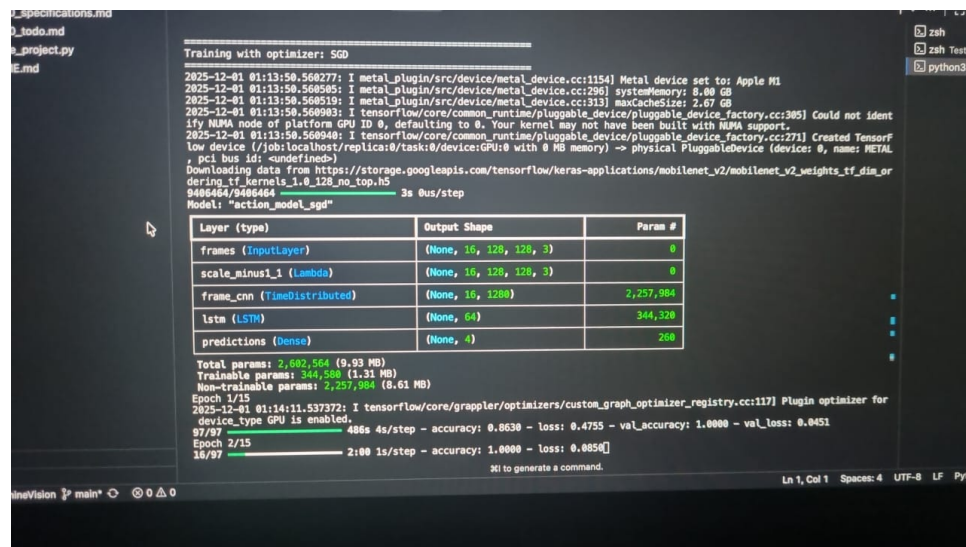 _specifications.md
_todo.md
_project.py
E.md
zsh
zsh Test
python3
Training with optimizer: SGD
2025-12-01 01:13:50.560277: I metal_plugin/src/device/metal_device.cc:1154] Metal device set to: Apple M1
2025-12-01 01:13:50.560505: I metal_plugin/src/device/metal_device.cc:296] systemMemory: 8.00 GB
2025-12-01 01:13:50.560519: I metal_plugin/src/device/metal_device.cc:313] maxCacheSize: 2.67 GB
2025-12-01 01:13:50.560903: I tensorflow/core/common_runtime/pluggable_device/pluggable_device_factory.cc:305] Could not ident
ify NUMA node of platform GPU ID 0, defaulting to 0. Your kernel may not have been built with NUMA support.
2025-12-01 01:13:50.560940: I tensorflow/core/common_runtime/pluggable_device/pluggable_device_factory.cc:271] Created TensorF
low device (/job:localhost/replica:0/task:0/device:GPU:0 with 0 MB memory) -> physical PluggableDevice (device: 0, name: METAL
, pci bus id: <undefined>)
Downloading data from https://storage.googleapis.com/tensorflow/keras-applications/mobilenet_v2/mobilenet_v2_weights_tf_dim_or
dering_tf_kernels_1.0_128_no_top.h5
9406464/9406464 3s 0us/step
Model: "action_model_sgd"
Layer (type) Output Shape Param #
frames (InputLayer) (None, 16, 128, 128, 3) 0
scale_minus1_1 (Lambda) (None, 16, 128, 128, 3) 0
frame_cnn (TimeDistributed) (None, 16, 1280) 2,257,984
lstm (LSTM) (None, 64) 344,320
predictions (Dense) (None, 4) 260
Total params: 2,602,564 (9.93 MB)
Trainable params: 344,580 (1.31 MB)
Non-trainable params: 2,257,984 (8.61 MB)
Epoch 1/15
2025-12-01 01:14:11.537372: I tensorflow/core/grappler/optimizers/custom_graph_optimizer_registry.cc:117] Plugin optimizer for
device_type GPU is enabled.
97/97 486s 4s/step - accuracy: 0.8630 - loss: 0.4755 - val_accuracy: 1.0000 - val_loss: 0.0451
Epoch 2/15
16/97 2:00 1s/step - accuracy: 1.0000 - loss: 0.0850
⌘I to generate a command.
hineVision main* 0 0
Ln 1, Col 1 Spaces: 4 UTF-8 LF Py